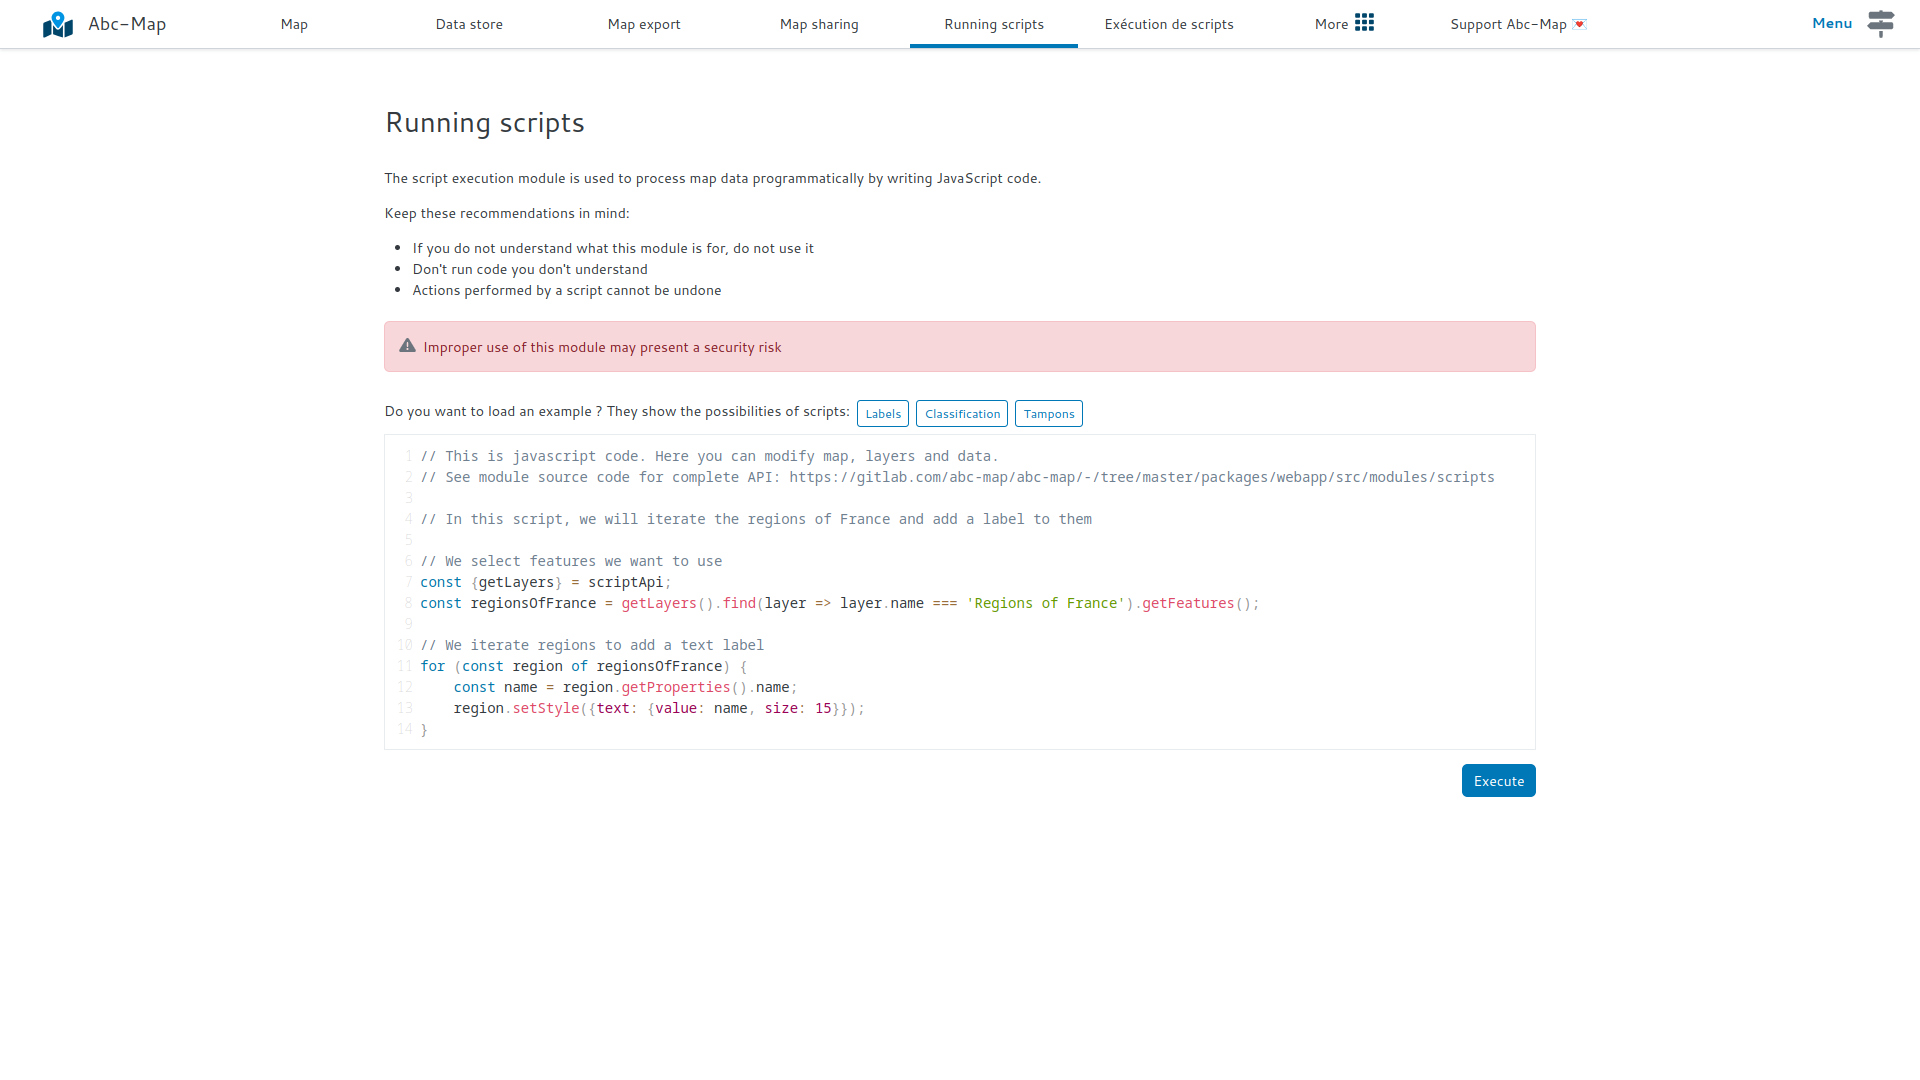 Abc-Map
Map
Data store
Map export
Map sharing
Running scripts
Exécution de scripts
More
Support Abc-Map 💌
Menu
Running scripts
The script execution module is used to process map data programmatically by writing JavaScript code.
Keep these recommendations in mind:
If you do not understand what this module is for, do not use it
Don't run code you don't understand
Actions performed by a script cannot be undone
Improper use of this module may present a security risk
Do you want to load an example ? They show the possibilities of scripts: Labels Classification Tampons
1 // This is javascript code. Here you can modify map, layers and data.
2 // See module source code for complete API: https://gitlab.com/abc-map/abc-map/-/tree/master/packages/webapp/src/modules/scripts
3
4 // In this script, we will iterate the regions of France and add a label to them
5
6 // We select features we want to use
7 const {getLayers} = scriptApi;
8 const regionsOfFrance = getLayers().find(layer => layer.name === 'Regions of France').getFeatures();
9
10 // We iterate regions to add a text label
11 for (const region of regionsOfFrance) {
12     const name = region.getProperties().name;
13     region.setStyle({text: {value: name, size: 15}});
14 }
Execute